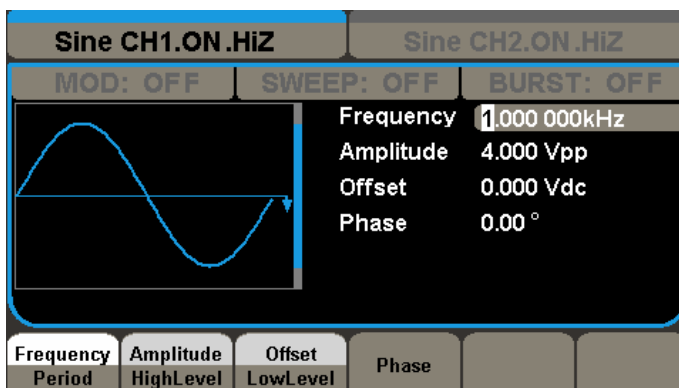 Sine CH1.ON.HiZ
Sine CH2.ON.HiZ
MOD: OFF SWEEP: OFF BURST: OFF
Frequency 1.000 000kHz
Amplitude 4.000 Vpp
Offset 0.000 Vdc
Phase 0.00 °
Frequency Amplitude Offset Phase
Period HighLevel LowLevel